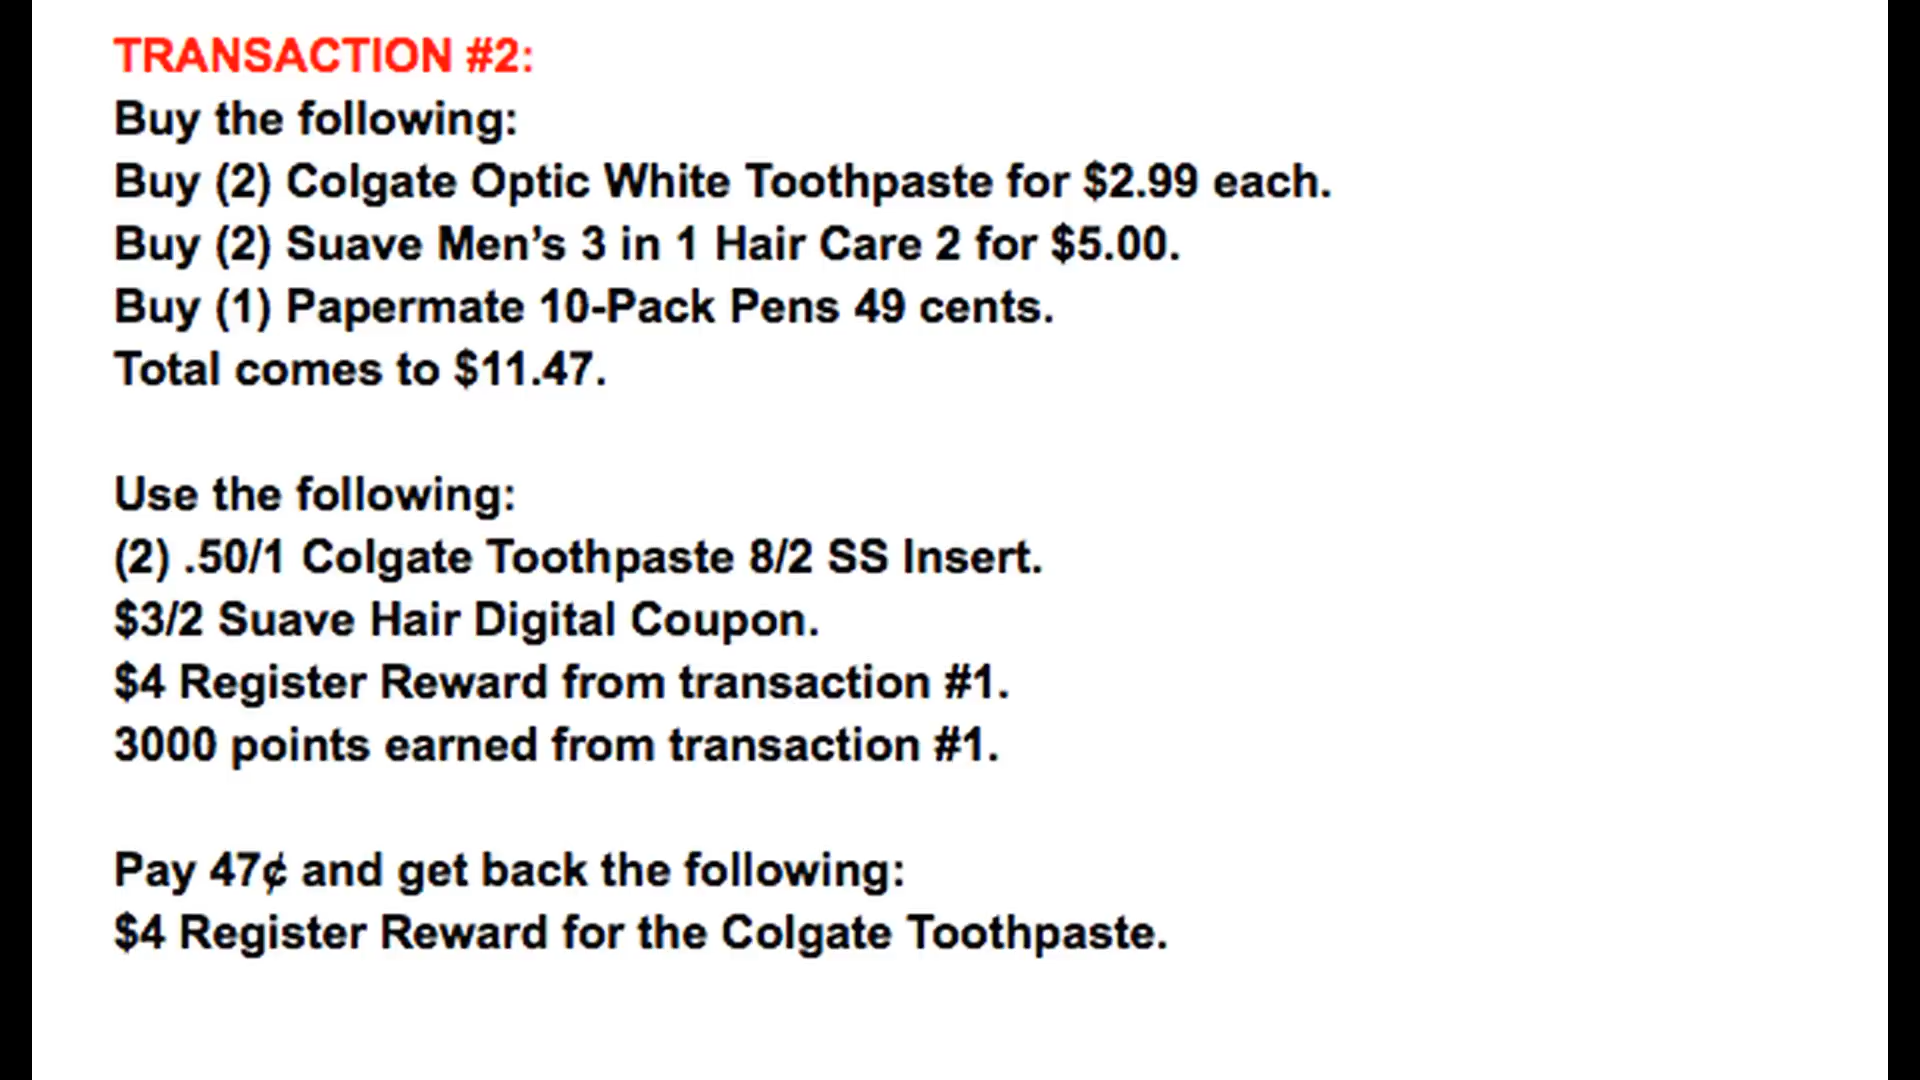 TRANSACTION #2:
Buy the following:
Buy (2) Colgate Optic White Toothpaste for $2.99 each.
Buy (2) Suave Men’s 3 in 1 Hair Care 2 for $5.00.
Buy (1) Papermate 10-Pack Pens 49 cents.
Total comes to $11.47.
Use the following:
(2) .50/1 Colgate Toothpaste 8/2 SS Insert.
$3/2 Suave Hair Digital Coupon.
$4 Register Reward from transaction #1.
3000 points earned from transaction #1.
Pay 47¢ and get back the following:
$4 Register Reward for the Colgate Toothpaste.